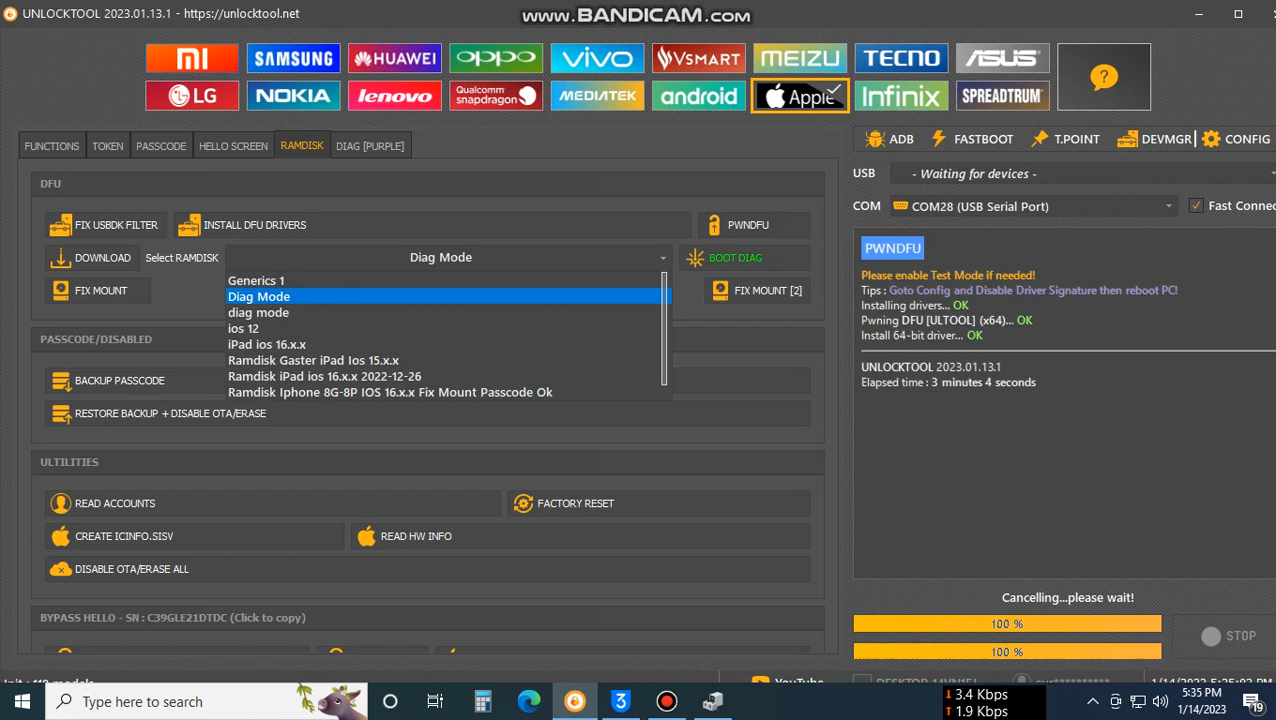 UNLOCKTOOL 2023.01.13.1 - https://unlocktool.net
www.BANDICAM.com
SAMSUNG HUAWEI oppo vivo VSMART MEIZU TECNO ASUS
LG NOKIA lenovo Qualcomm snapdragon MEDIATEK android Apple Infinix SPREADTRUM
FUNCTIONS TOKEN PASSCODE HELLO SCREEN RAMDISK DIAG [PURPLE]
ADB FASTBOOT T.POINT DEVMGR CONFIG
DFU
USB - Waiting for devices -
COM COM28 (USB Serial Port) Fast Connec
FIX USBDK FILTER INSTALL DFU DRIVERS PWNDFU
DOWNLOAD Select RAMDISK Diag Mode BOOT DIAG
FIX MOUNT FIX MOUNT [2]
Generics 1
Diag Mode
diag mode
ios 12
iPad ios 16.x.x
Ramdisk Gaster iPad Ios 15.x.x
Ramdisk iPad ios 16.x.x 2022-12-26
Ramdisk Iphone 8G-8P IOS 16.x.x Fix Mount Passcode Ok
PASSCODE/DISABLED
BACKUP PASSCODE
RESTORE BACKUP + DISABLE OTA/ERASE
ULTILITIES
READ ACCOUNTS FACTORY RESET
CREATE ICINFO.SISV READ HW INFO
DISABLE OTA/ERASE ALL
BYPASS HELLO - SN : C39GLE21DTDC (Click to copy)
PWNDFU
Please enable Test Mode if needed!
Tips : Goto Config and Disable Driver Signature then reboot PC!
Installing drivers... OK
Pwning DFU [ULTOOL] (x64)... OK
Install 64-bit driver... OK
UNLOCKTOOL 2023.01.13.1
Elapsed time : 3 minutes 4 seconds
Cancelling...please wait!
100 %
100 %
STOP
YouTube
Type here to search
3.4 Kbps
1.9 Kbps
5:35 PM
1/14/2023
19